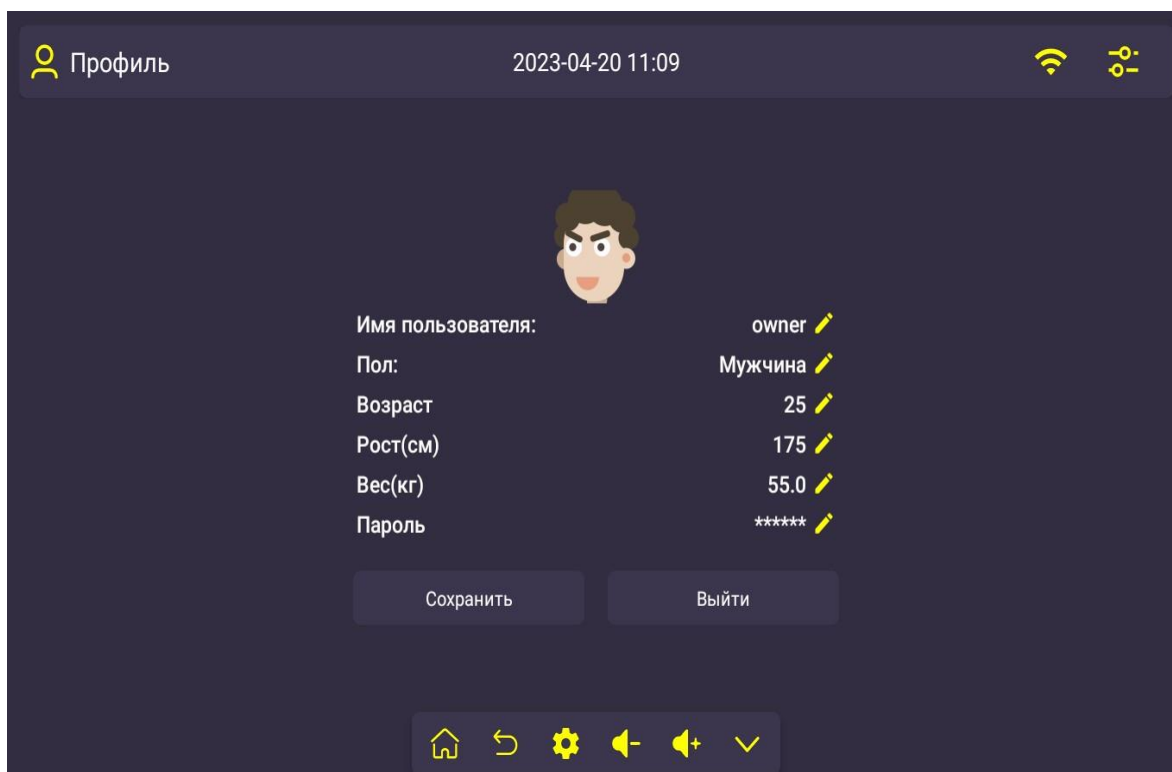 Профиль 2023-04-20 11:09
Имя пользователя: owner
Пол: Мужчина
Возраст 25
Рост(см) 175
Вес(кг) 55.0
Пароль ******
Сохранить Выйти